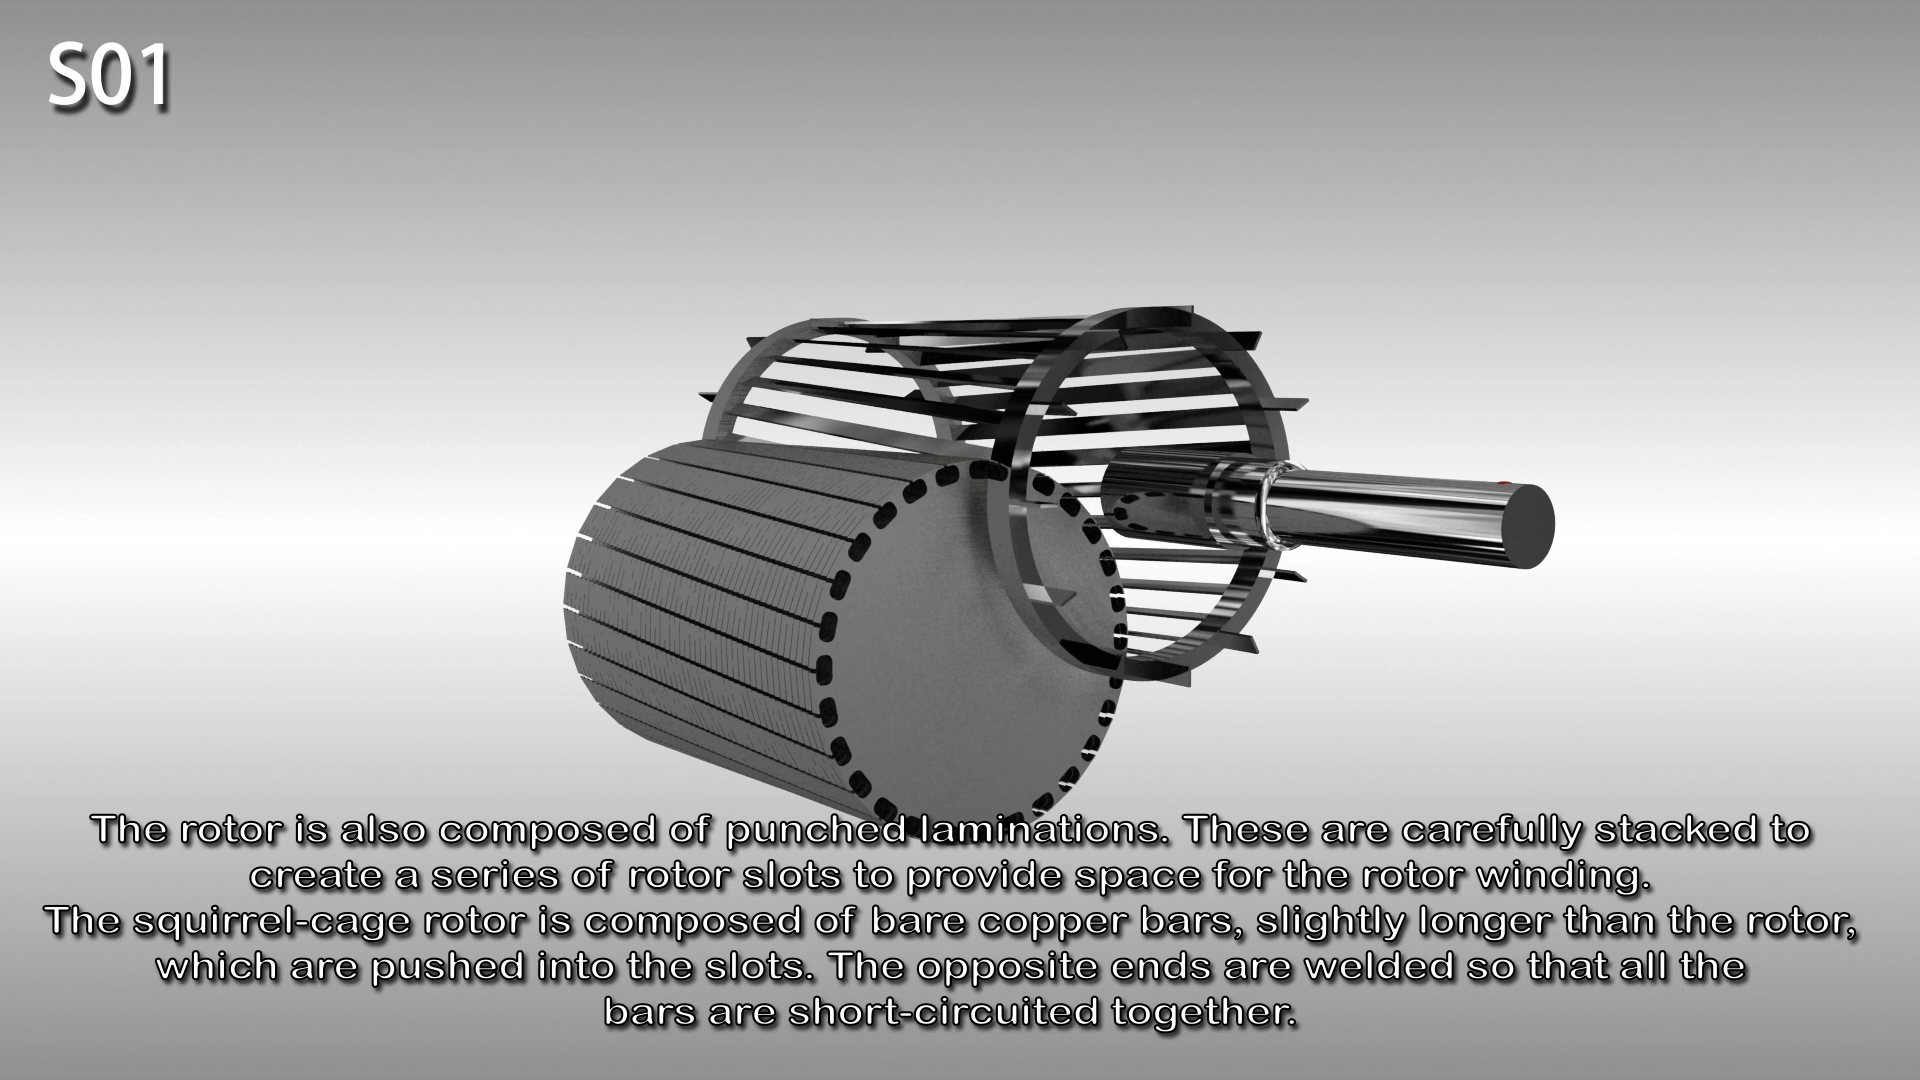 S01
The rotor is also composed of punched laminations. These are carefully stacked to
create a series of rotor slots to provide space for the rotor winding.
The squirrel-cage rotor is composed of bare copper bars, slightly longer than the rotor,
which are pushed into the slots. The opposite ends are welded so that all the
bars are short-circuited together.